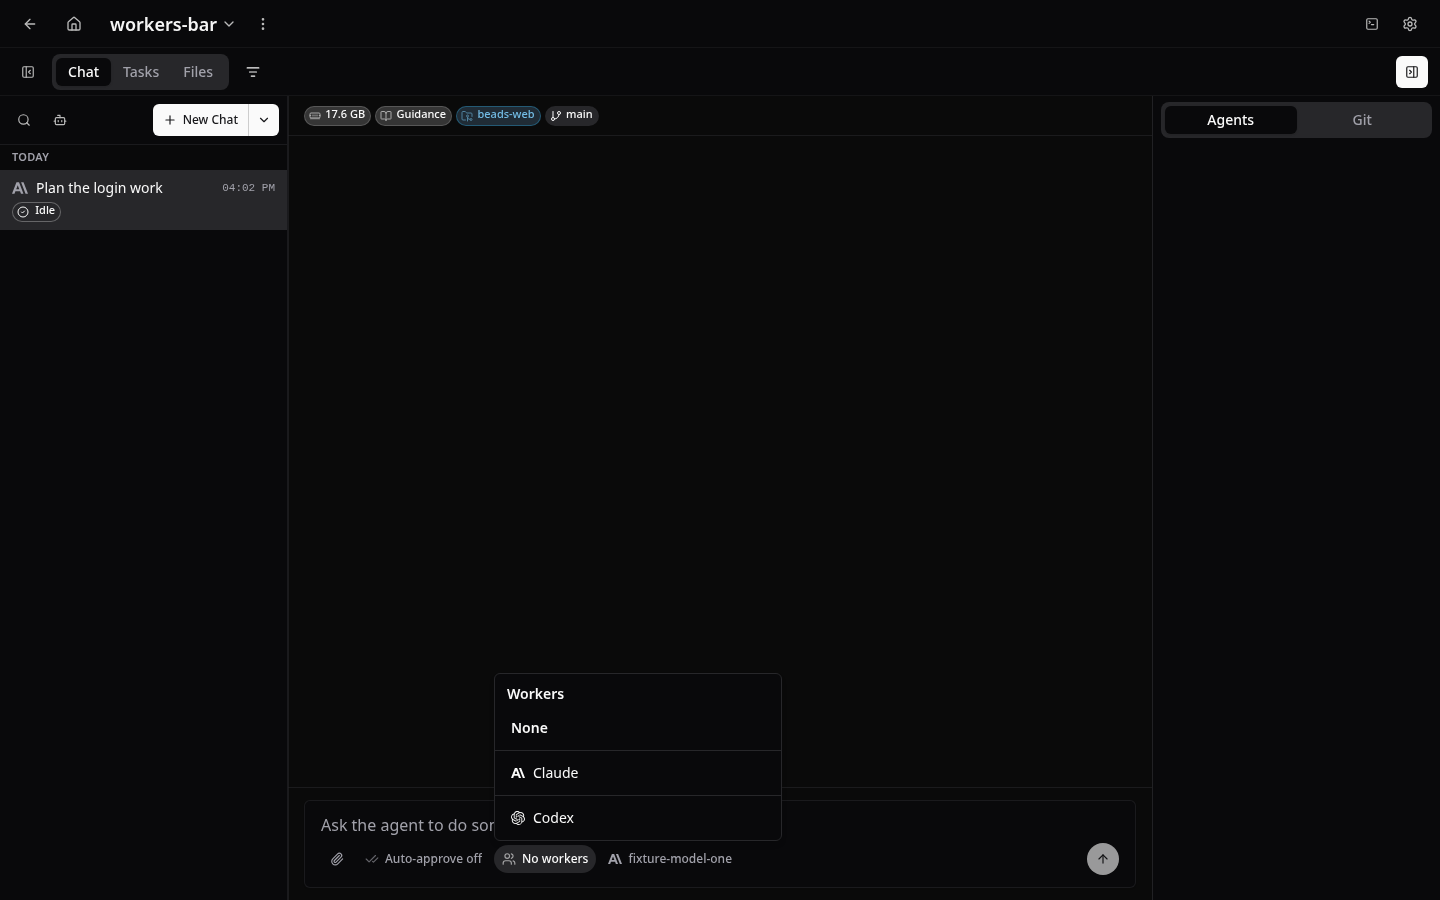 workers-bar
Chat Tasks Files
New Chat
17.6 GB Guidance beads-web main
Agents Git
TODAY
Plan the login work 04:02 PM
Idle
Workers
None
Claude
Codex
Ask the agent to do
Auto-approve off No workers fixture-model-one